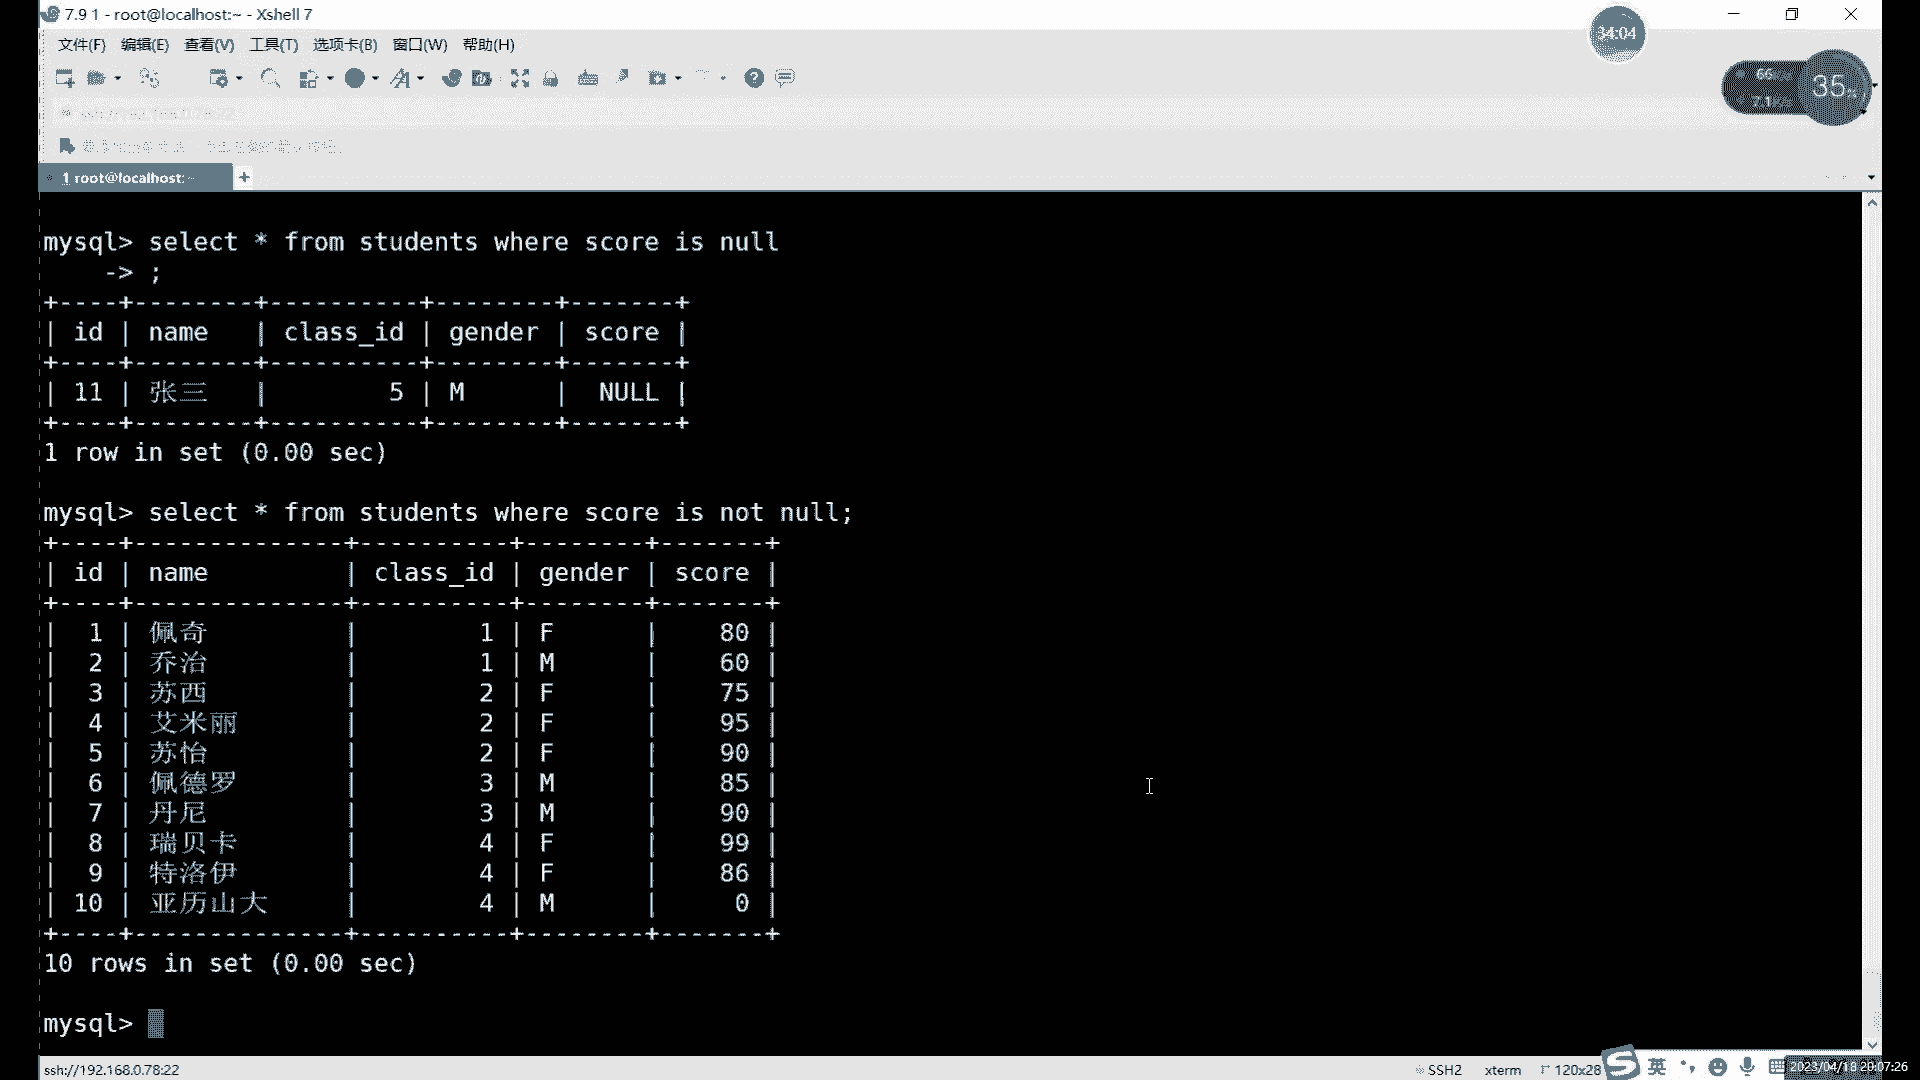 7.9 1 - root@localhost:~ - Xshell 7
34:04
文件(F) 编辑(E) 查看(V) 工具(T) 选项卡(B) 窗口(W) 帮助(H)
35
1 root@localhost:~ +
mysql> select * from students where score is null
    -> ;
+----+--------+----------+--------+-------+
| id | name   | class_id | gender | score |
+----+--------+----------+--------+-------+
| 11 | 张三   |        5 | M      |  NULL |
+----+--------+----------+--------+-------+
1 row in set (0.00 sec)
mysql> select * from students where score is not null;
+----+--------------+----------+--------+-------+
| id | name         | class_id | gender | score |
+----+--------------+----------+--------+-------+
|  1 | 佩奇         |        1 | F      |    80 |
|  2 | 乔治         |        1 | M      |    60 |
|  3 | 苏西         |        2 | F      |    75 |
|  4 | 艾米丽       |        2 | F      |    95 |
|  5 | 苏怡         |        2 | F      |    90 |
|  6 | 佩德罗       |        3 | M      |    85 |
|  7 | 丹尼         |        3 | M      |    90 |
|  8 | 瑞贝卡       |        4 | F      |    99 |
|  9 | 特洛伊       |        4 | F      |    86 |
| 10 | 亚历山大     |        4 | M      |     0 |
+----+--------------+----------+--------+-------+
10 rows in set (0.00 sec)
mysql>
ssh://192.168.0.78:22 SSH2 xterm 120x28 英 2023/04/18 20:07:26